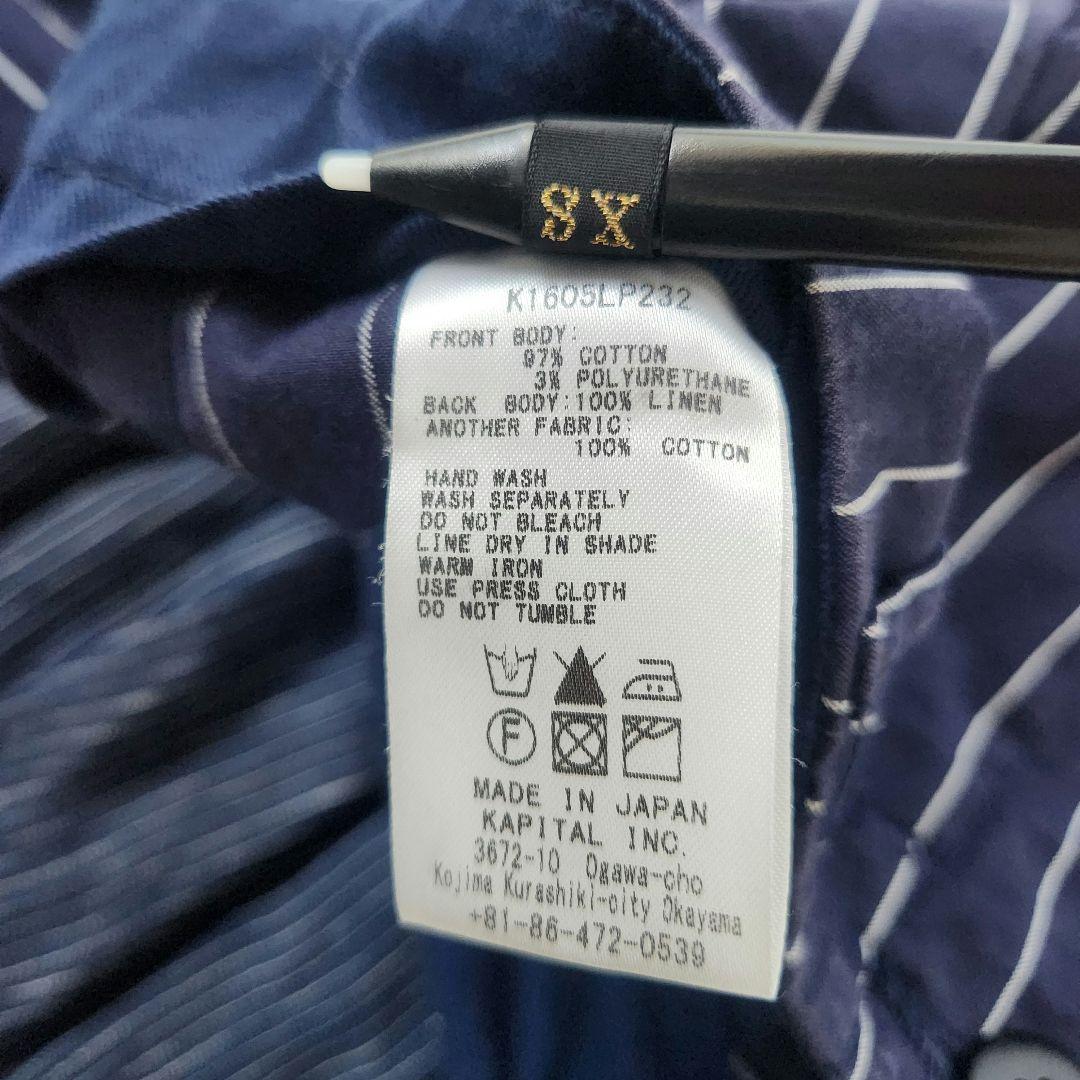 XS
K1605LP232
FRONT BODY:
97% COTTON
3% POLYURETHANE
BACK BODY:100% LINEN
ANOTHER FABRIC:
100% COTTON
HAND WASH
WASH SEPARATELY
DO NOT BLEACH
LINE DRY IN SHADE
WARM IRON
USE PRESS CLOTH
DO NOT TUMBLE
F
MADE IN JAPAN
KAPITAL INC.
3672-10 Ogawa-cho
Kojima Kurashiki-city Okayama
+81-86-472-0539